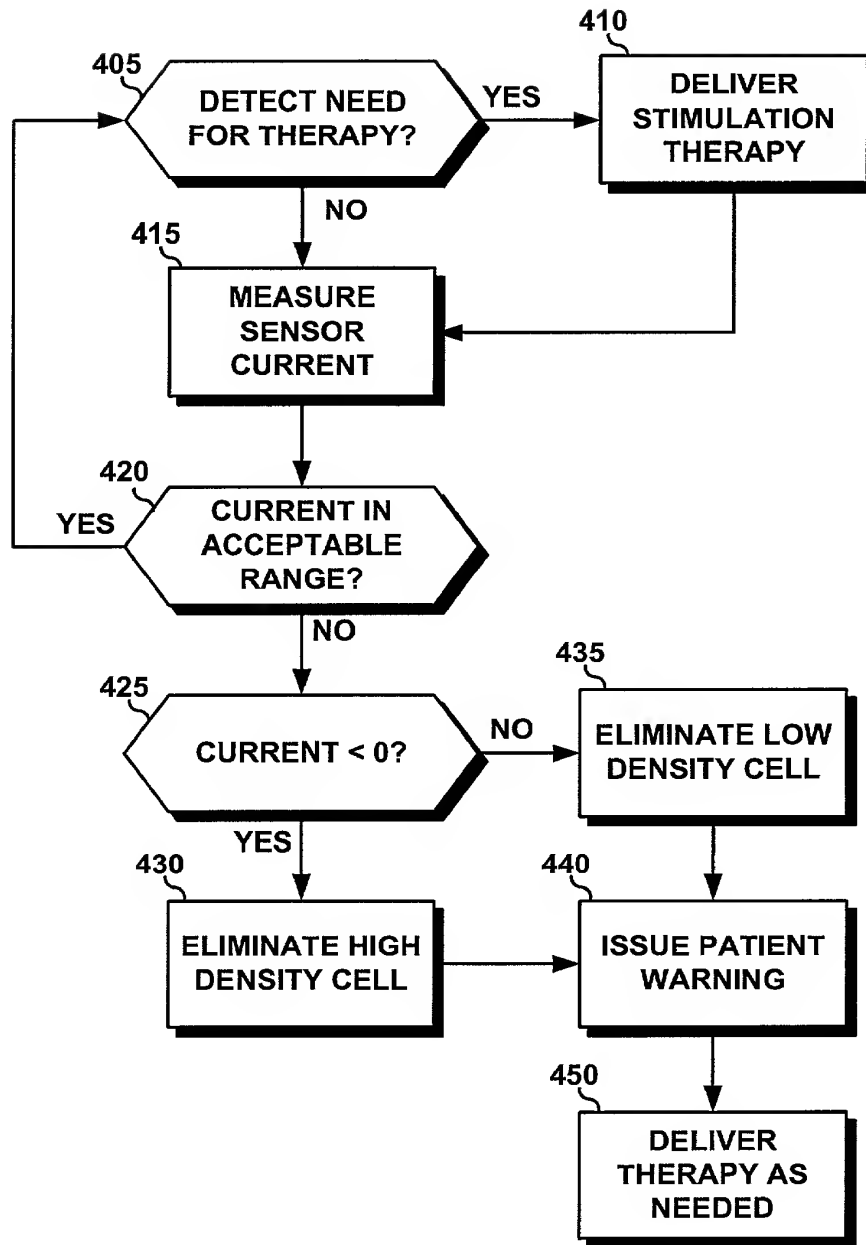 405
DETECT NEED
FOR THERAPY?
YES
410
DELIVER
STIMULATION
THERAPY
NO
415
MEASURE
SENSOR
CURRENT
420
YES
CURRENT IN
ACCEPTABLE
RANGE?
NO
425
CURRENT < 0?
NO
435
ELIMINATE LOW
DENSITY CELL
YES
430
ELIMINATE HIGH
DENSITY CELL
440
ISSUE PATIENT
WARNING
450
DELIVER
THERAPY AS
NEEDED